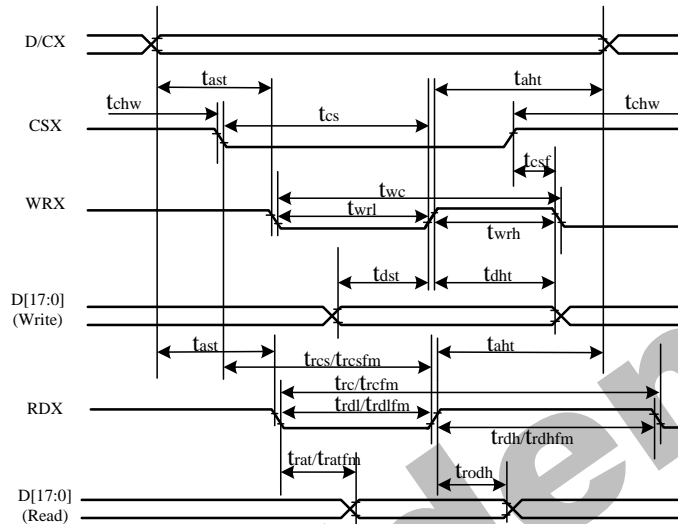 D/CX
tast
taht
tchw
tcs
tchw
CSX
tcsf
twc
WRX
twrl
twrh
tdst
tdht
D[17:0]
(Write)
tast
taht
trcs/trcsfm
trc/trcfm
RDX
trdl/trdlfm
trdh/trdhfm
trat/tratfm
trodh
D[17:0]
(Read)